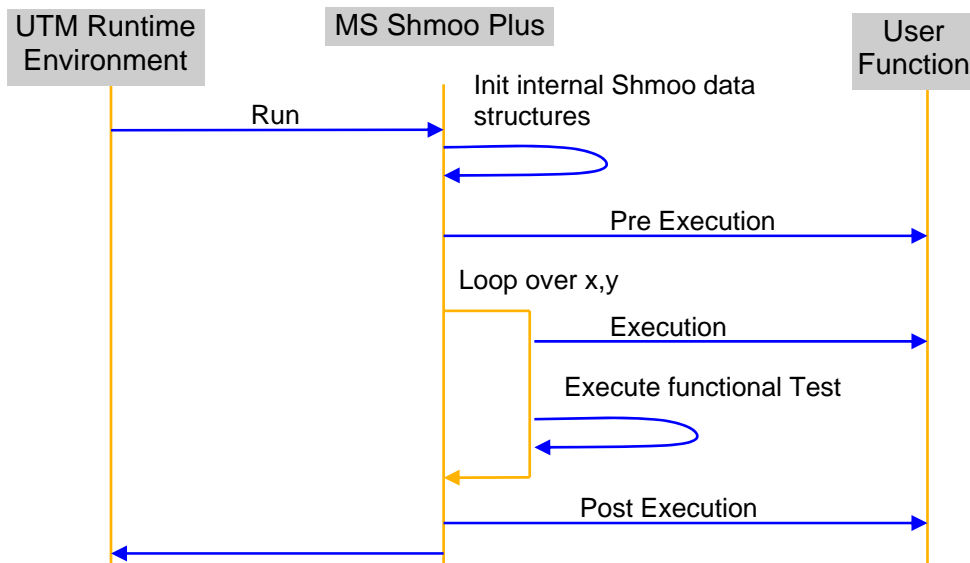 UTM Runtime
Environment
MS Shmoo Plus
User
Function
Init internal Shmoo data
structures
Run
Pre Execution
Loop over x,y
Execution
Execute functional Test
Post Execution